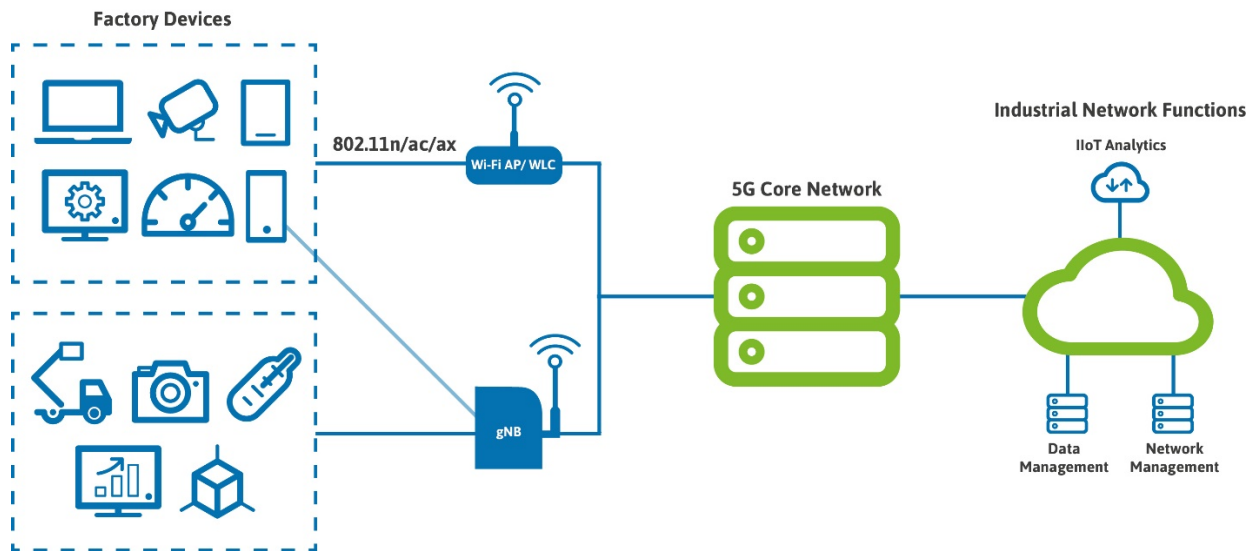 Factory Devices
802.11n/ac/ax
Wi-Fi AP/ WLC
gNB
5G Core Network
Industrial Network Functions
IIoT Analytics
Data
Management
Network
Management